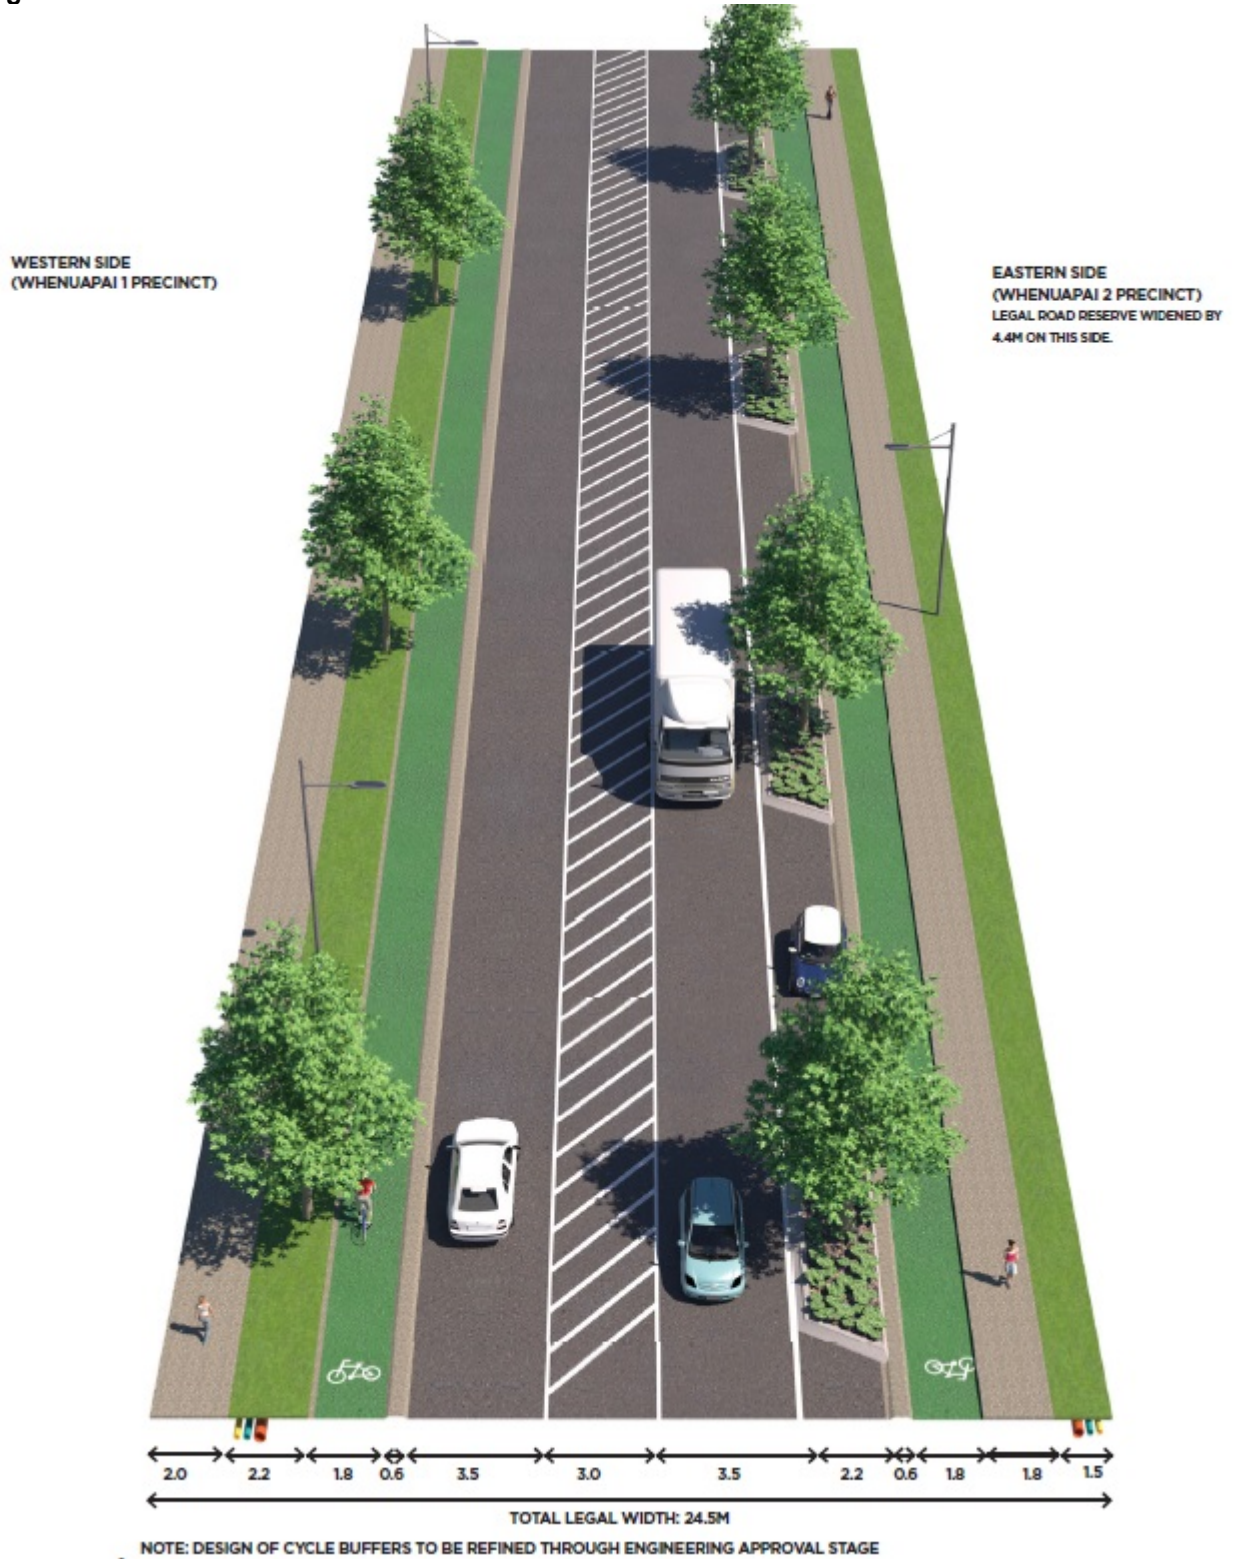 WESTERN SIDE
(WHENUAPAI 1 PRECINCT)
EASTERN SIDE
(WHENUAPAI 2 PRECINCT)
LEGAL ROAD RESERVE WIDENED BY
4.4M ON THIS SIDE.
2.0 2.2 1.8 0.6 3.5 3.0 3.5 2.2 0.6 1.8 1.8 1.5
TOTAL LEGAL WIDTH: 24.5M
NOTE: DESIGN OF CYCLE BUFFERS TO BE REFINED THROUGH ENGINEERING APPROVAL STAGE